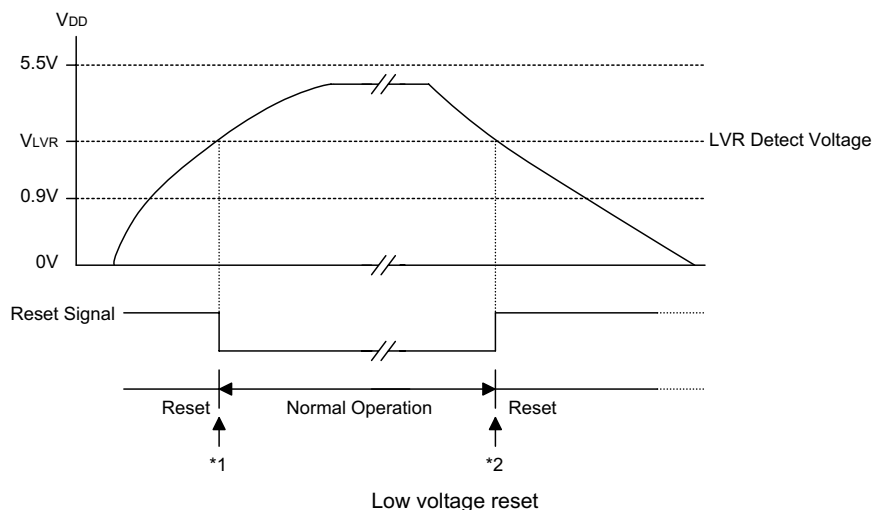 VDD
5.5V
VLVR
LVR Detect Voltage
0.9V
0V
Reset Signal
Reset
Normal Operation
Reset
*1
*2
Low voltage reset